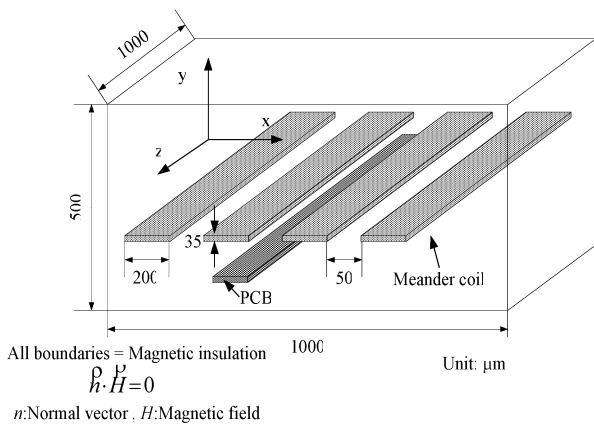 1000
y
x
z
500
35
200
50
PCB
Meander coil
1000
All boundaries = Magnetic insulation
Unit: μm
ρ ρ
n·H=0
n:Normal vector , H:Magnetic field